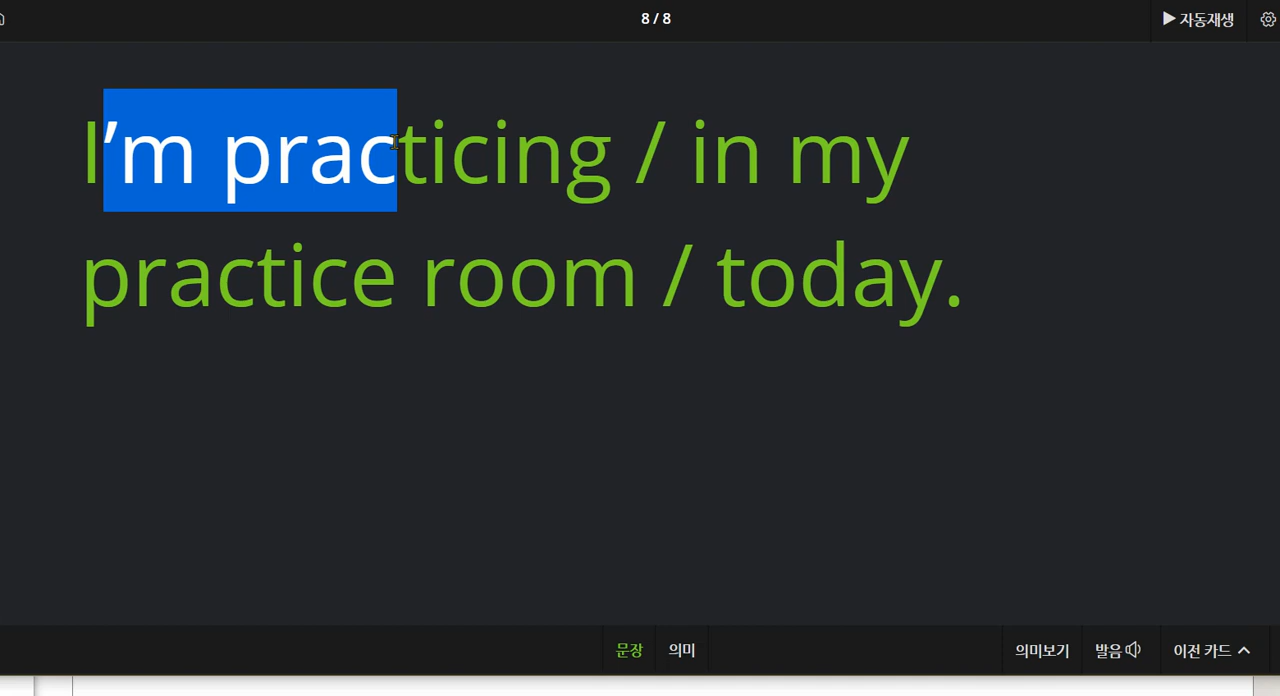 8 / 8
▶ 자동재생
I’m practicing / in my
practice room / today.
문장
의미
의미보기
발음
이전 카드